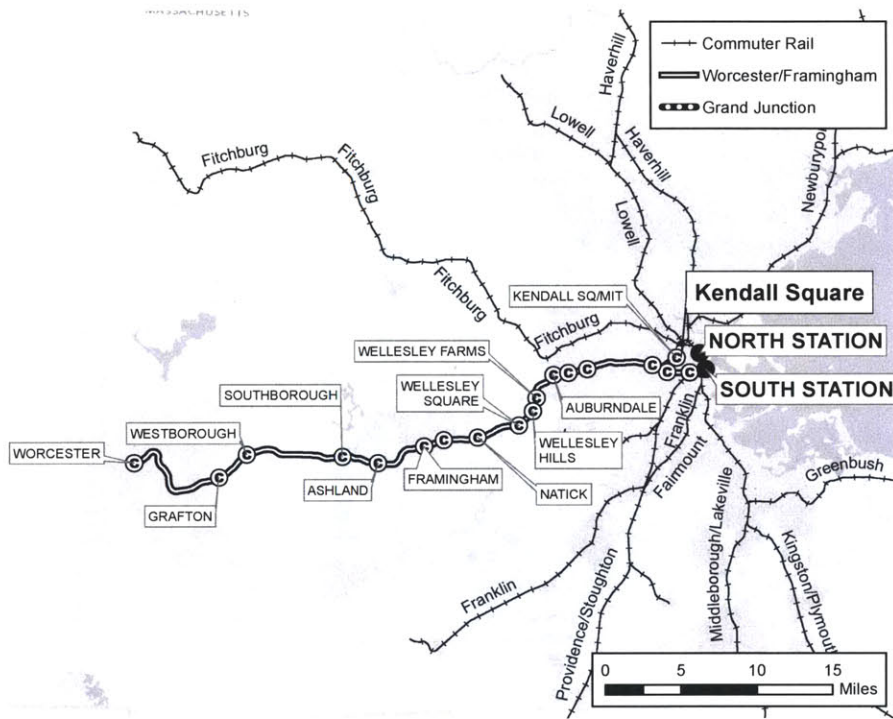 MASSACHUSETTS
Commuter Rail
Worcester/Framingham
Grand Junction
Haverhill
Lowell
Haverhill
Newburypor
Fitchburg
Fitchburg
Lowell
Fitchburg
KENDALL SQ/MIT
Kendall Square
Fitchburg
NORTH STATION
WELLESLEY FARMS
SOUTH STATION
WELLESLEY
SQUARE
AUBURNDALE
SOUTHBOROUGH
Franklin
WESTBOROUGH
WELLESLEY
HILLS
WORCESTER
Fairmount
Greenbush
ASHLAND
FRAMINGHAM
NATICK
GRAFTON
Middleborough/Lakeville
Kingston/Plymouth
Franklin
Providence/Stoughton
0 5 10 15
Miles